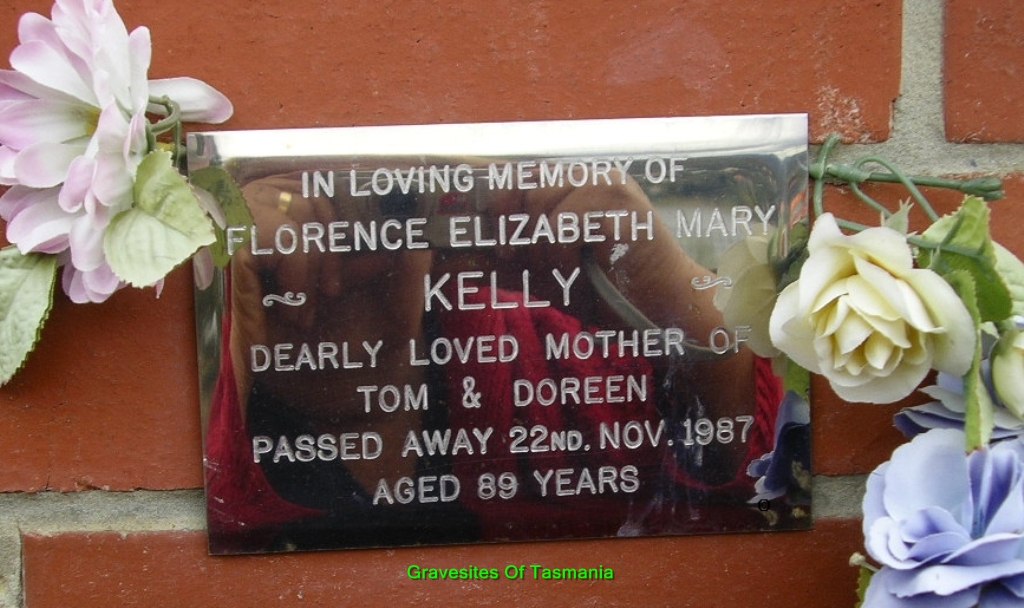 IN LOVING MEMORY OF
FLORENCE ELIZABETH MARY
KELLY
DEARLY LOVED MOTHER OF
TOM & DOREEN
PASSED AWAY 22ND. NOV. 1987
AGED 89 YEARS
©
Gravesites Of Tasmania